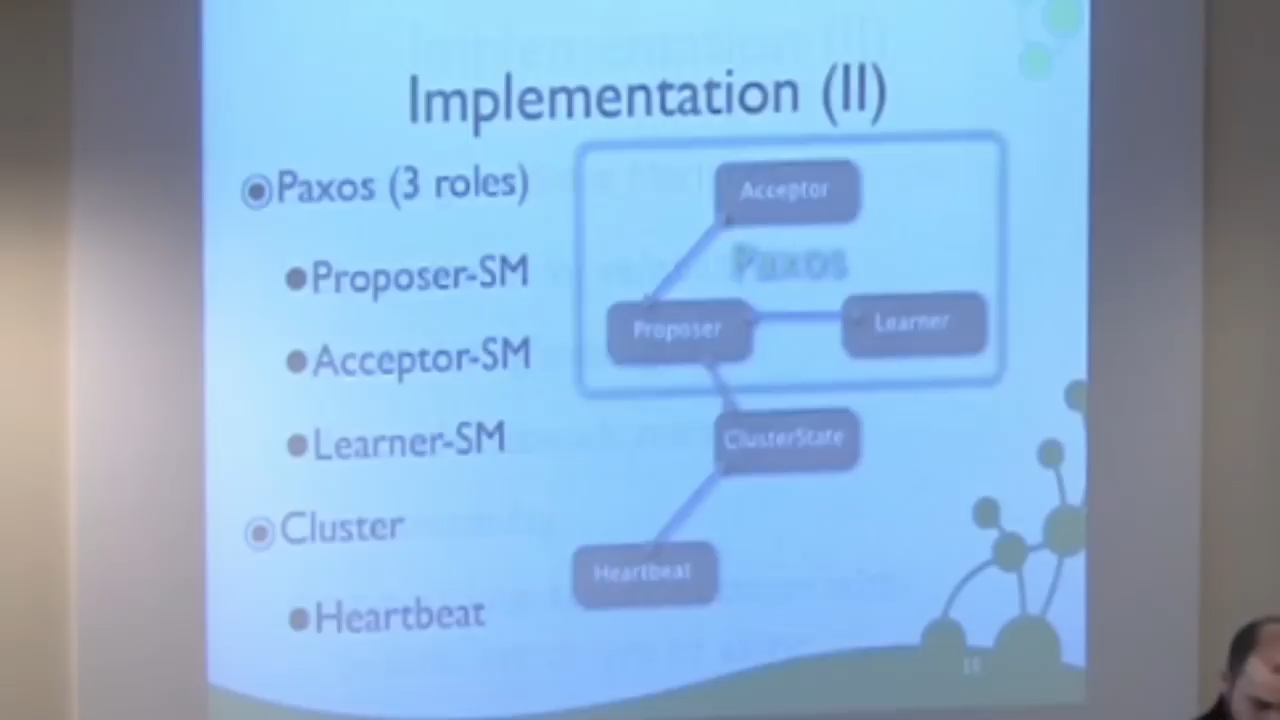 Implementation (II)
Paxos (3 roles)
Proposer-SM
Acceptor-SM
Learner-SM
Cluster
Heartbeat
Acceptor
Paxos
Proposer
Learner
ClusterState
Heartbeat